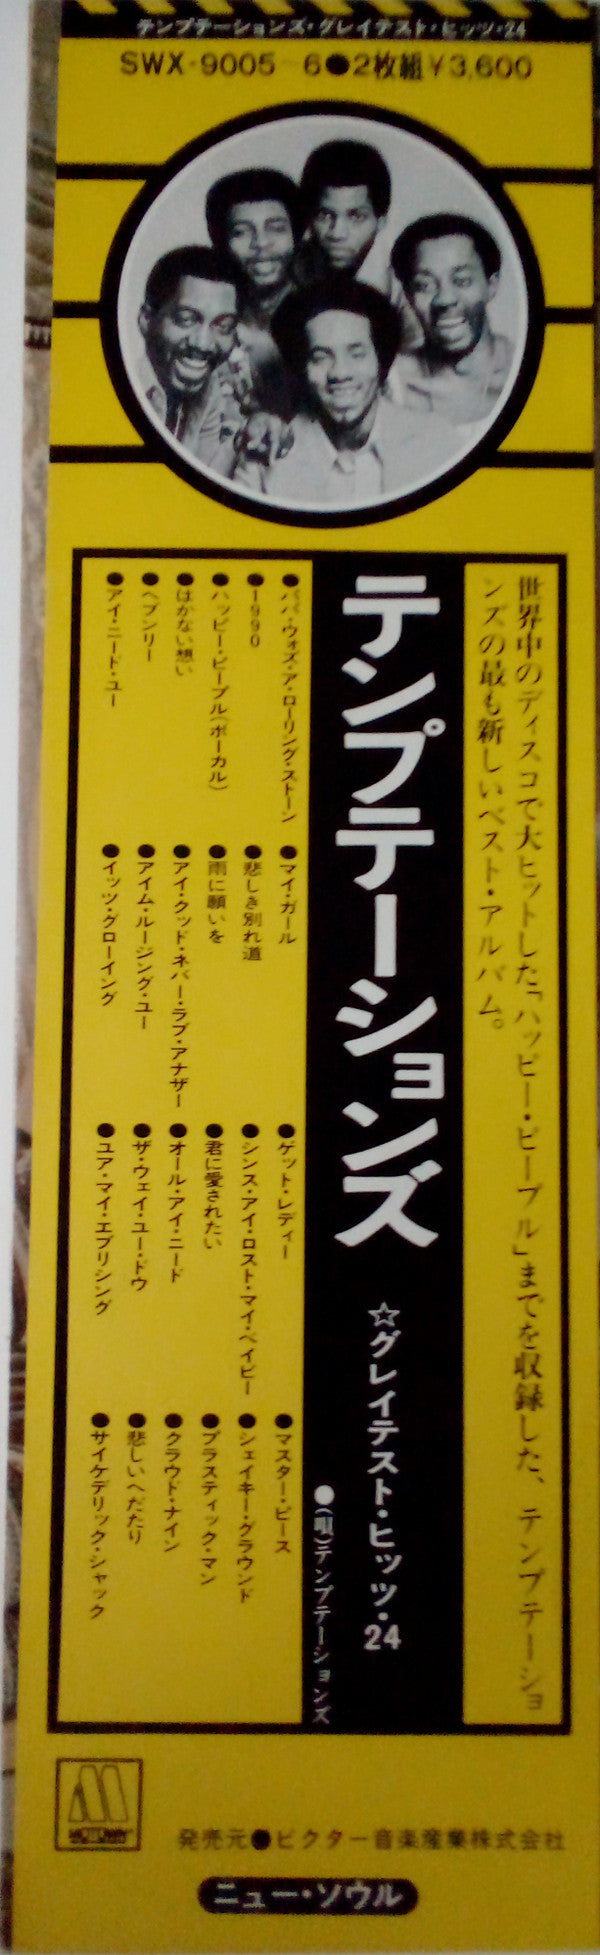 テンプテーションズ・グレイテスト・ヒッツ・24
SWX-9005~6●2枚組¥3,600
世界中のディスコで大ヒットした「ハッピー・ピープル」までを収録した、テンプテーショ
ンズの最も新しいベスト・アルバム。
テンプテーションズ ☆グレイテスト・ヒッツ・24
●(唄)テンプテーションズ
●パパ・ウォズ・ア・ローリング・ストーン
●1990
●ハッピー・ピープル(ボーカル)
●はかない想い
●ヘブンリー
●アイ・ニード・ユー
●マイ・ガール
●悲しき別れ道
●雨に願いを
●アイ・クッド・ネバー・ラブ・アナザー
●アイム・ルージング・ユー
●イッツ・グローイング
●ゲット・レディー
●シンス・アイ・ロスト・マイ・ベイビー
●君に愛されたい
●オール・アイ・ニード
●ザ・ウェイ・ユー・ドウ
●ユア・マイ・エブリシング
●マスター・ピース
●シェイキー・グラウンド
●プラスティック・マン
●クラウド・ナイン
●悲しいへだたり
●サイケデリック・シャック
MOTOWN
発売元●ビクター音楽産業株式会社
ニュー・ソウル